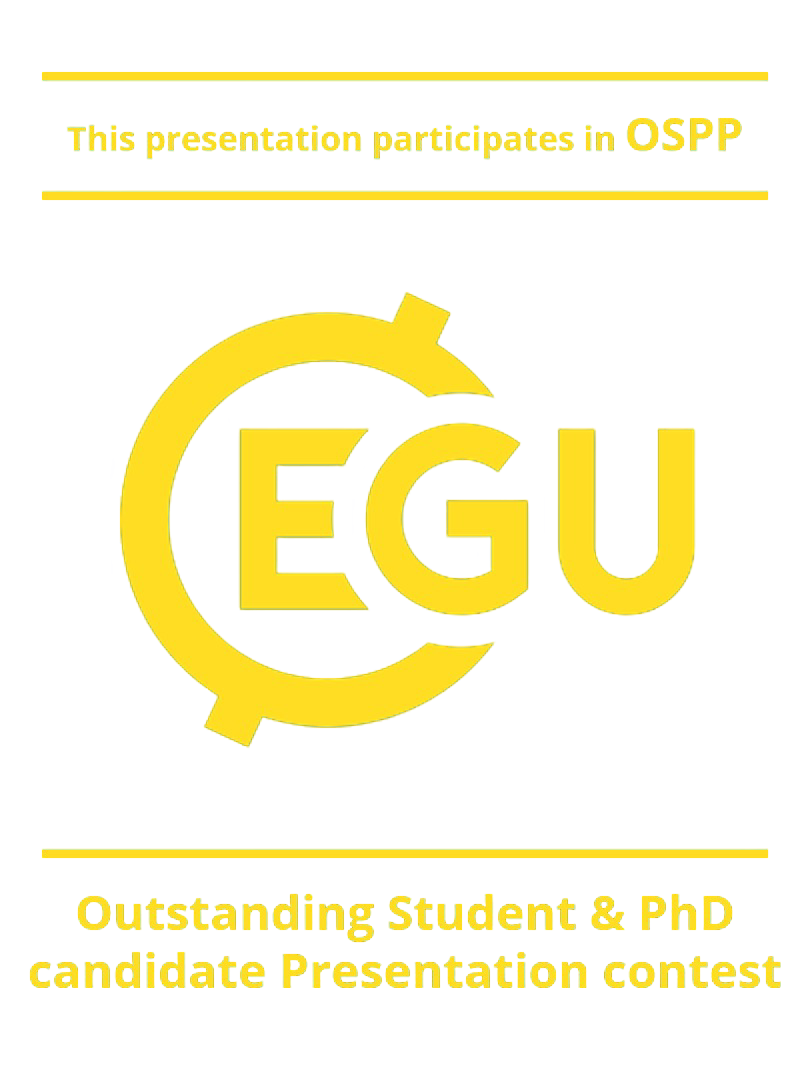 This presentation participates in OSPP
EGU
Outstanding Student & PhD
candidate Presentation contest